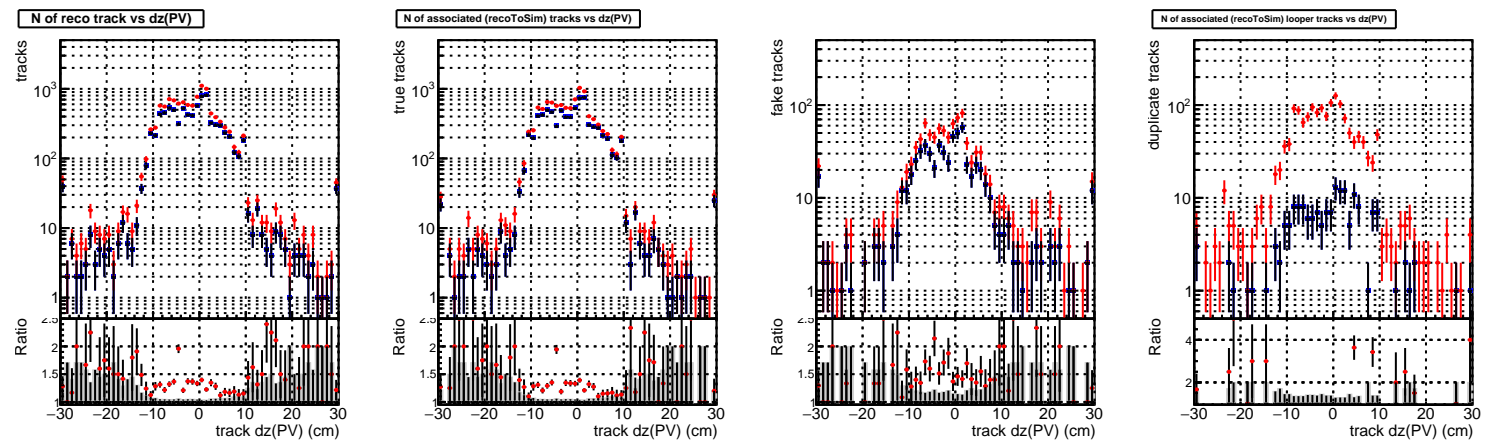 N of reco track vs dz(PV)
tracks
10³
10²
10
1
Ratio
2.5
2
1.5
1
−30 −20 −10 0 10 20 30
track dz(PV) (cm)
N of associated (recoToSim) tracks vs dz(PV)
true tracks
10³
10²
10
1
Ratio
2.5
2
1.5
1
−30 −20 −10 0 10 20 30
track dz(PV) (cm)
fake tracks
10²
10
1
Ratio
2.5
2
1.5
1
−30 −20 −10 0 10 20 30
track dz(PV) (cm)
N of associated (recoToSim) looper tracks vs dz(PV)
duplicate tracks
10²
10
1
Ratio
4
2
−30 −20 −10 0 10 20 30
track dz(PV) (cm)